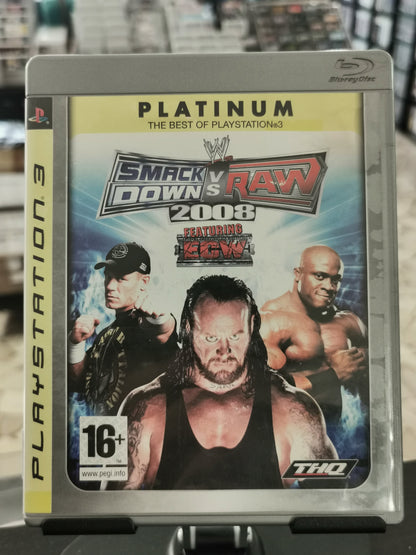 Blu-ray Disc
PLATINUM
THE BEST OF PLAYSTATION®3
PLAYSTATION 3
W
SMACK
DOWN
VS
RAW
2008
FEATURING
ECW
16+
www.pegi.info
THQ